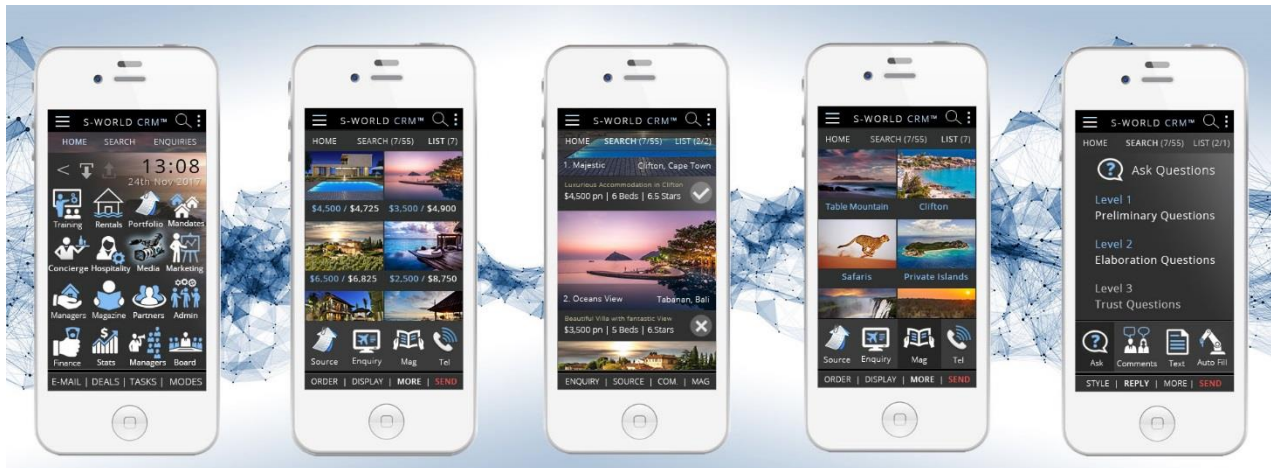 S-WORLD CRM™
HOME SEARCH ENQUIRIES
< 13:08
24th Nov 2017
Training Rentals Portfolio Mandates
Concierge Hospitality Media Marketing
Managers Magazine Partners Admin
Finance Stats Managers Board
E-MAIL | DEALS | TASKS | MODES
S-WORLD CRM™
HOME SEARCH (7/55) LIST (7)
$4,500 / $4,725 $3,500 / $4,900
$6,500 / $6,825 $2,500 / $8,750
Source Enquiry Mag Tel
ORDER | DISPLAY | MORE | SEND
S-WORLD CRM™
HOME SEARCH (7/55) LIST (2/2)
1. Majestic Clifton, Cape Town
Luxurious Accommodation in Clifton
$4,500 pn | 6 Beds | 6.5 Stars
2. Oceans View Tabanan, Bali
Beautiful Villa with fantastic View
$3,500 pn | 5 Beds | 6.Stars
ENQUIRY | SOURCE | COM. | MAG
S-WORLD CRM™
HOME SEARCH (7/55) LIST (7)
Table Mountain Clifton
Safaris Private Islands
Source Enquiry Mag Tel
ORDER | DISPLAY | MORE | SEND
S-WORLD CRM™
HOME SEARCH (7/55) LIST (2/1)
? Ask Questions
Level 1
Preliminary Questions
Level 2
Elaboration Questions
Level 3
Trust Questions
Ask Comments Text Auto Fill
STYLE | REPLY | MORE | SEND